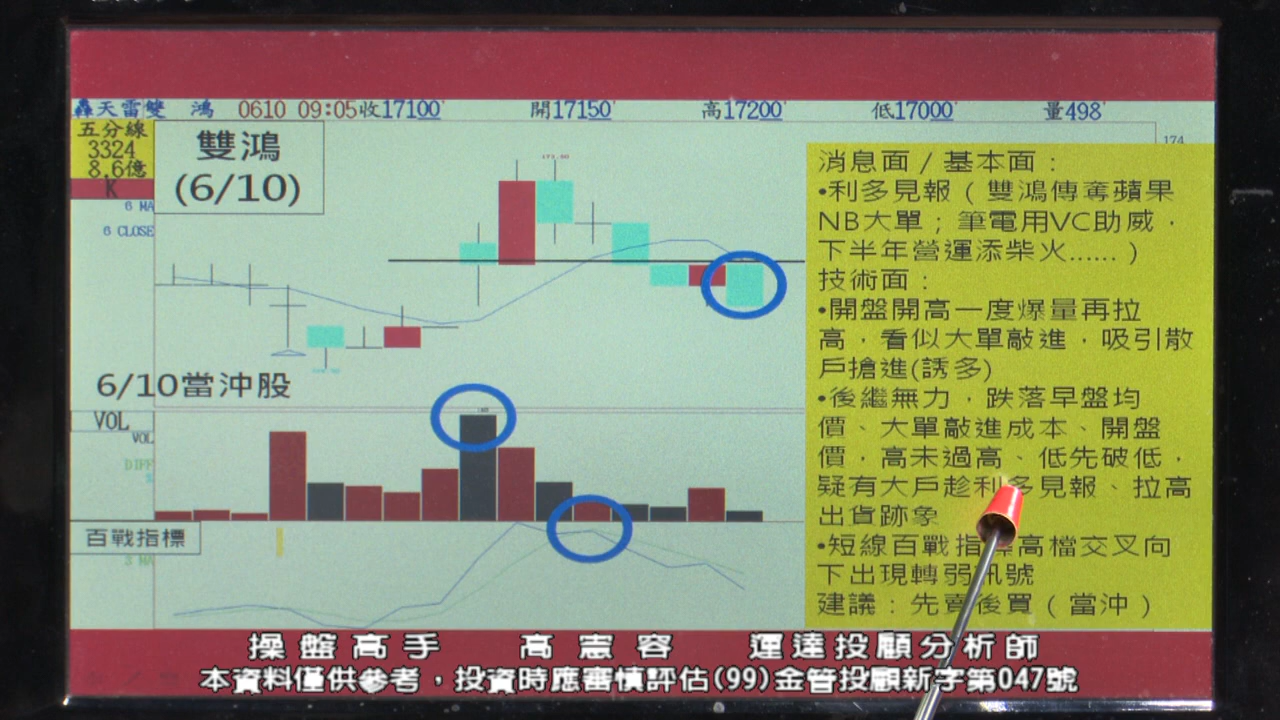 轟天雷雙 鴻 0610 09:05收17100 開17150 高17200 低17000 量498
五分線
3324
8.6億
K
6 MA
6 CLOSE
雙鴻
(6/10)
174
6/10當沖股
VOL
VOL
DIFF
百戰指標
3 MA
消息面/基本面:
•利多見報(雙鴻傳奪蘋果
NB大單;筆電用VC助威,
下半年營運添柴火......)
技術面:
•開盤開高一度爆量再拉
高,看似大單敲進,吸引散
戶搶進(誘多)
•後繼無力,跌落早盤均
價、大單敲進成本、開盤
價,高未過高、低先破低,
疑有大戶趁利多見報、拉高
出貨跡象
•短線百戰指標高檔交叉向
下出現轉弱訊號
建議:先賣後買(當沖)
操盤高手 高憲容 運達投顧分析師
本資料僅供參考,投資時應審慎評估(99)金管投顧新字第047號